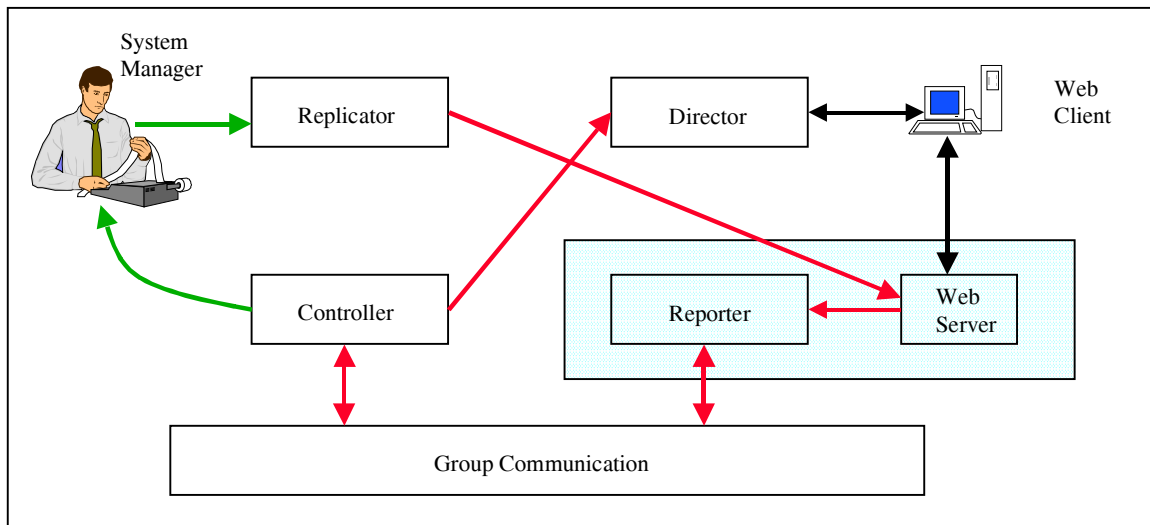 System
Manager
Replicator
Director
Web
Client
Controller
Reporter
Web
Server
Group Communication